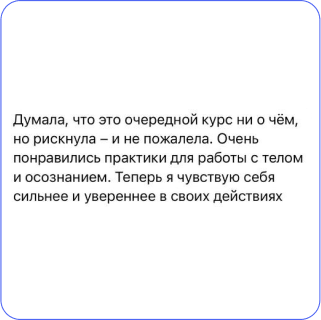 Думала, что это очередной курс ни о чём,
но рискнула – и не пожалела. Очень
понравились практики для работы с телом
и осознанием. Теперь я чувствую себя
сильнее и увереннее в своих действиях